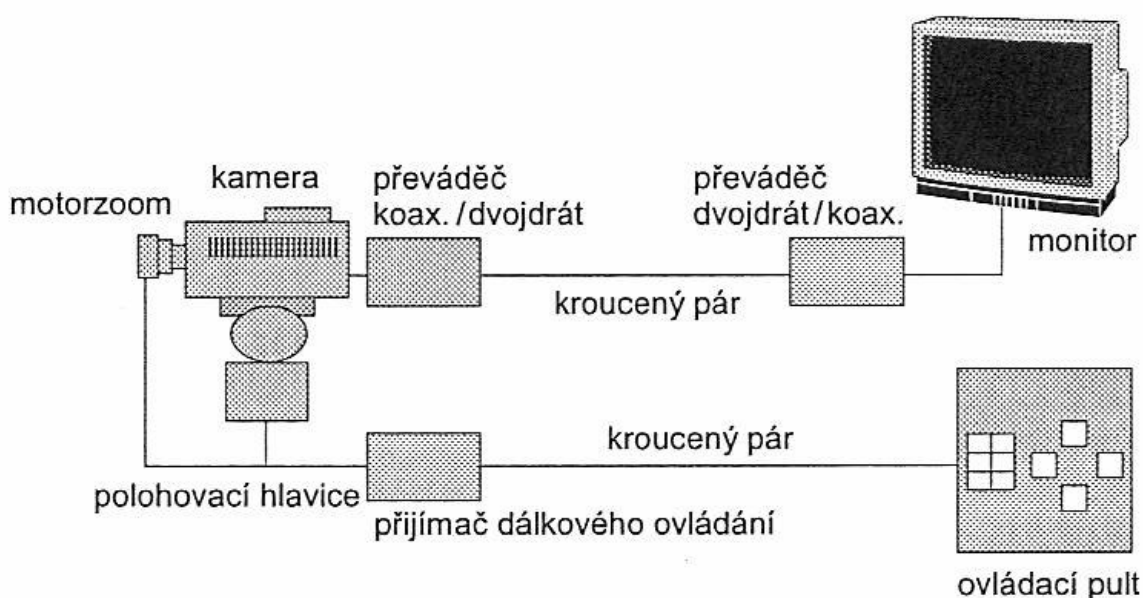 kamera
motorzoom
převáděč
koax./dvojdrát
převáděč
dvojdrát/koax.
monitor
kroucený pár
kroucený pár
polohovací hlavice
přijímač dálkového ovládání
ovládací pult